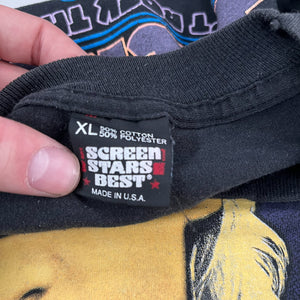 XL 50% COTTON
50% POLYESTER
SCREEN
STARS
BEST®
MADE IN U.S.A.